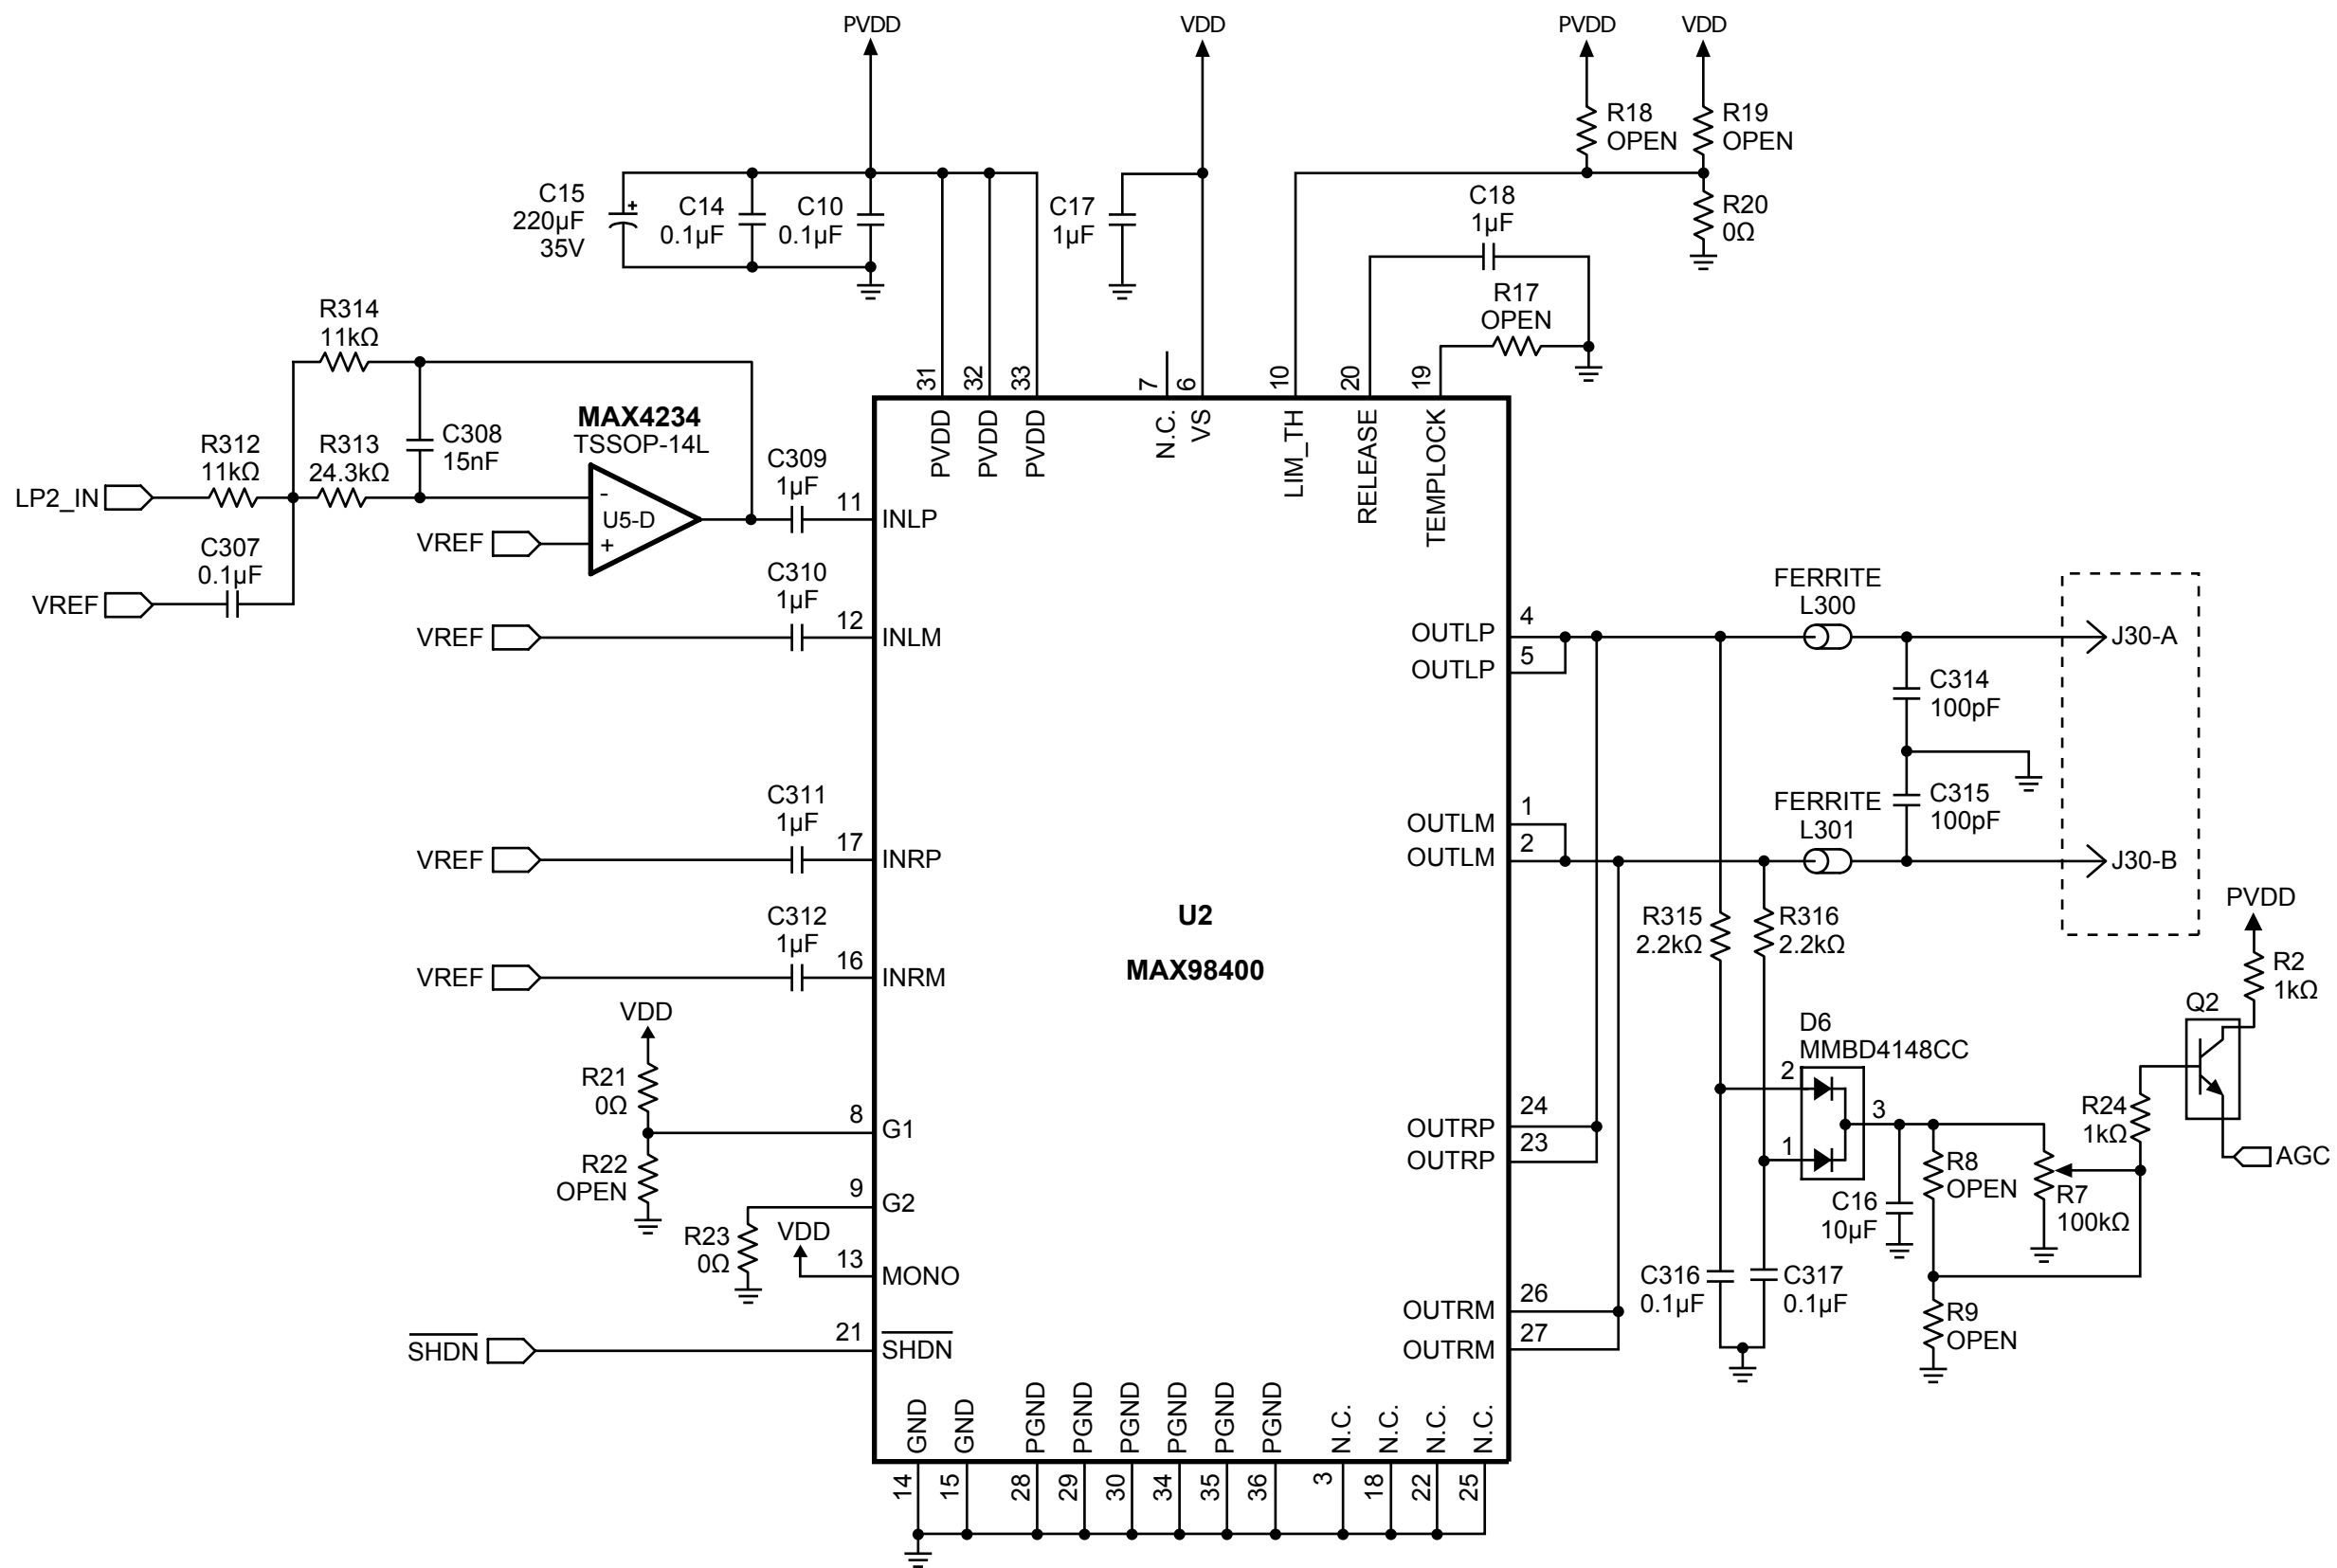 PVDD
VDD
PVDD
VDD
R18
OPEN
R19
OPEN
C15
220µF
35V
C14
0.1µF
C10
0.1µF
C17
1µF
C18
1µF
R20
0Ω
R17
OPEN
R314
11kΩ
31
32
33
7
6
10
20
19
MAX4234
TSSOP-14L
R312
11kΩ
R313
24.3kΩ
C308
15nF
C309
1µF
PVDD
PVDD
PVDD
N.C.
VS
LIM_TH
RELEASE
TEMPLOCK
LP2_IN
-
U5-D
+
VREF
11
INLP
C307
0.1µF
VREF
C310
1µF
VREF
12
INLM
FERRITE
L300
OUTLP
4
OUTLP
5
J30-A
C314
100pF
C311
1µF
VREF
17
INRP
OUTLM
1
OUTLM
2
FERRITE
L301
C315
100pF
J30-B
C312
1µF
VREF
16
INRM
U2
MAX98400
R315
2.2kΩ
R316
2.2kΩ
PVDD
R2
1kΩ
Q2
VDD
R21
0Ω
8
G1
R22
OPEN
D6
MMBD4148CC
2
3
1
OUTRP
24
OUTRP
23
R24
1kΩ
AGC
R8
OPEN
R7
100kΩ
C16
10µF
9
G2
R23
0Ω
VDD
13
MONO
C316
0.1µF
C317
0.1µF
OUTRM
26
OUTRM
27
R9
OPEN
SHDN
21
SHDN
GND
GND
PGND
PGND
PGND
PGND
PGND
PGND
N.C.
N.C.
N.C.
N.C.
14
15
28
29
30
34
35
36
3
18
22
25